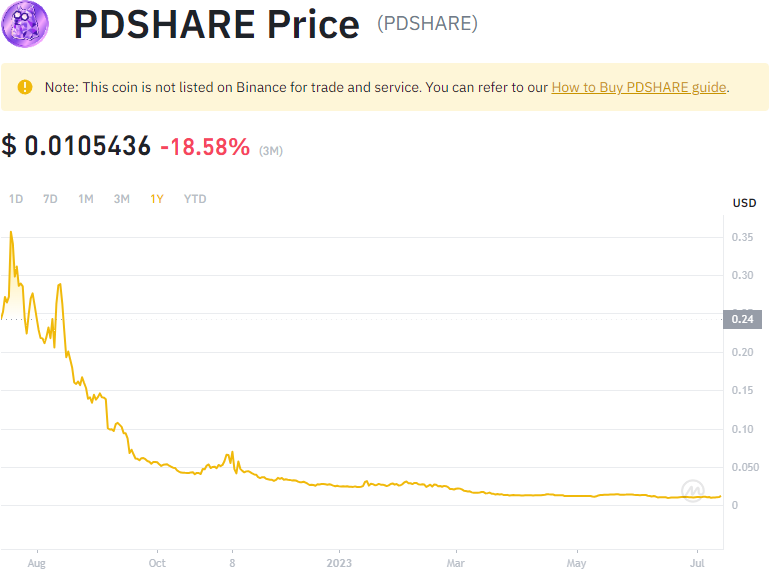 PDSHARE Price (PDSHARE)
Note: This coin is not listed on Binance for trade and service. You can refer to our How to Buy PDSHARE guide.
$ 0.0105436 -18.58% (3M)
1D 7D 1M 3M 1Y YTD
USD
0.35
0.30
0.24
0.20
0.15
0.10
0.050
0
Aug Oct 8 2023 Mar May Jul